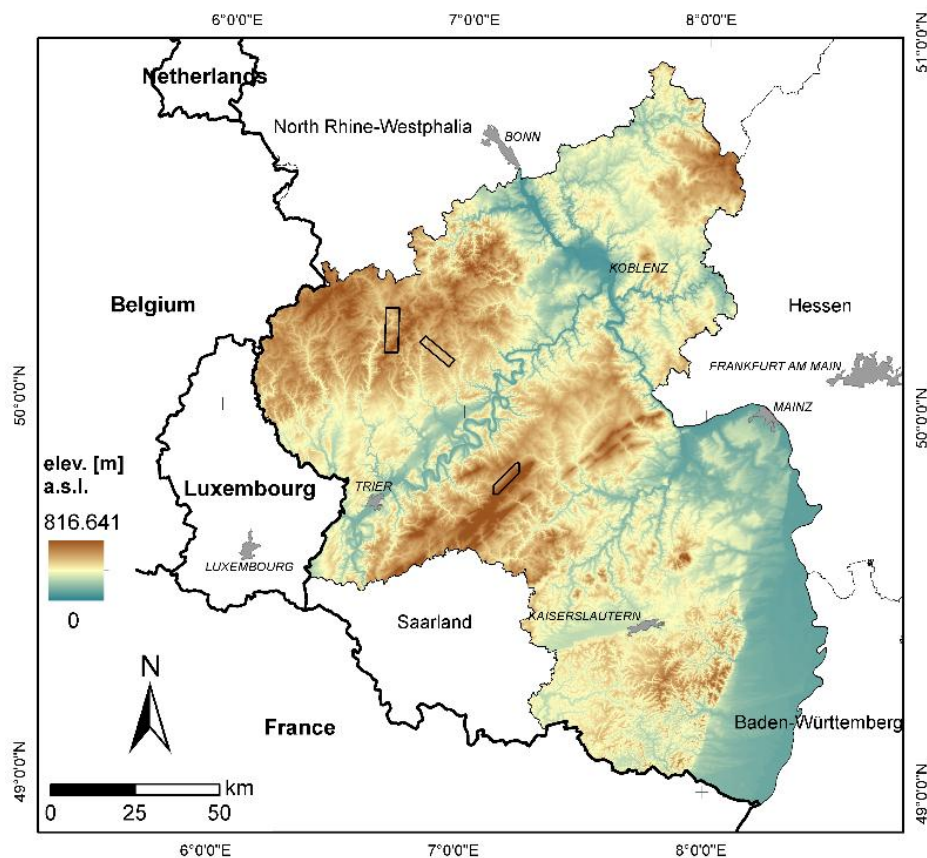 6°0'0"E 7°0'0"E 8°0'0"E
51°0'0"N
Netherlands
North Rhine-Westphalia
BONN
KOBLENZ
Belgium
Hessen
FRANKFURT AM MAIN
50°0'0"N
50°0'0"N
MAINZ
elev. [m]
a.s.l.
816.641
0
Luxembourg
TRIER
LUXEMBOURG
Saarland
KAISERSLAUTERN
N
France
Baden-Württemberg
km
0 25 50
49°0'0"N
49°0'0"N
6°0'0"E 7°0'0"E 8°0'0"E